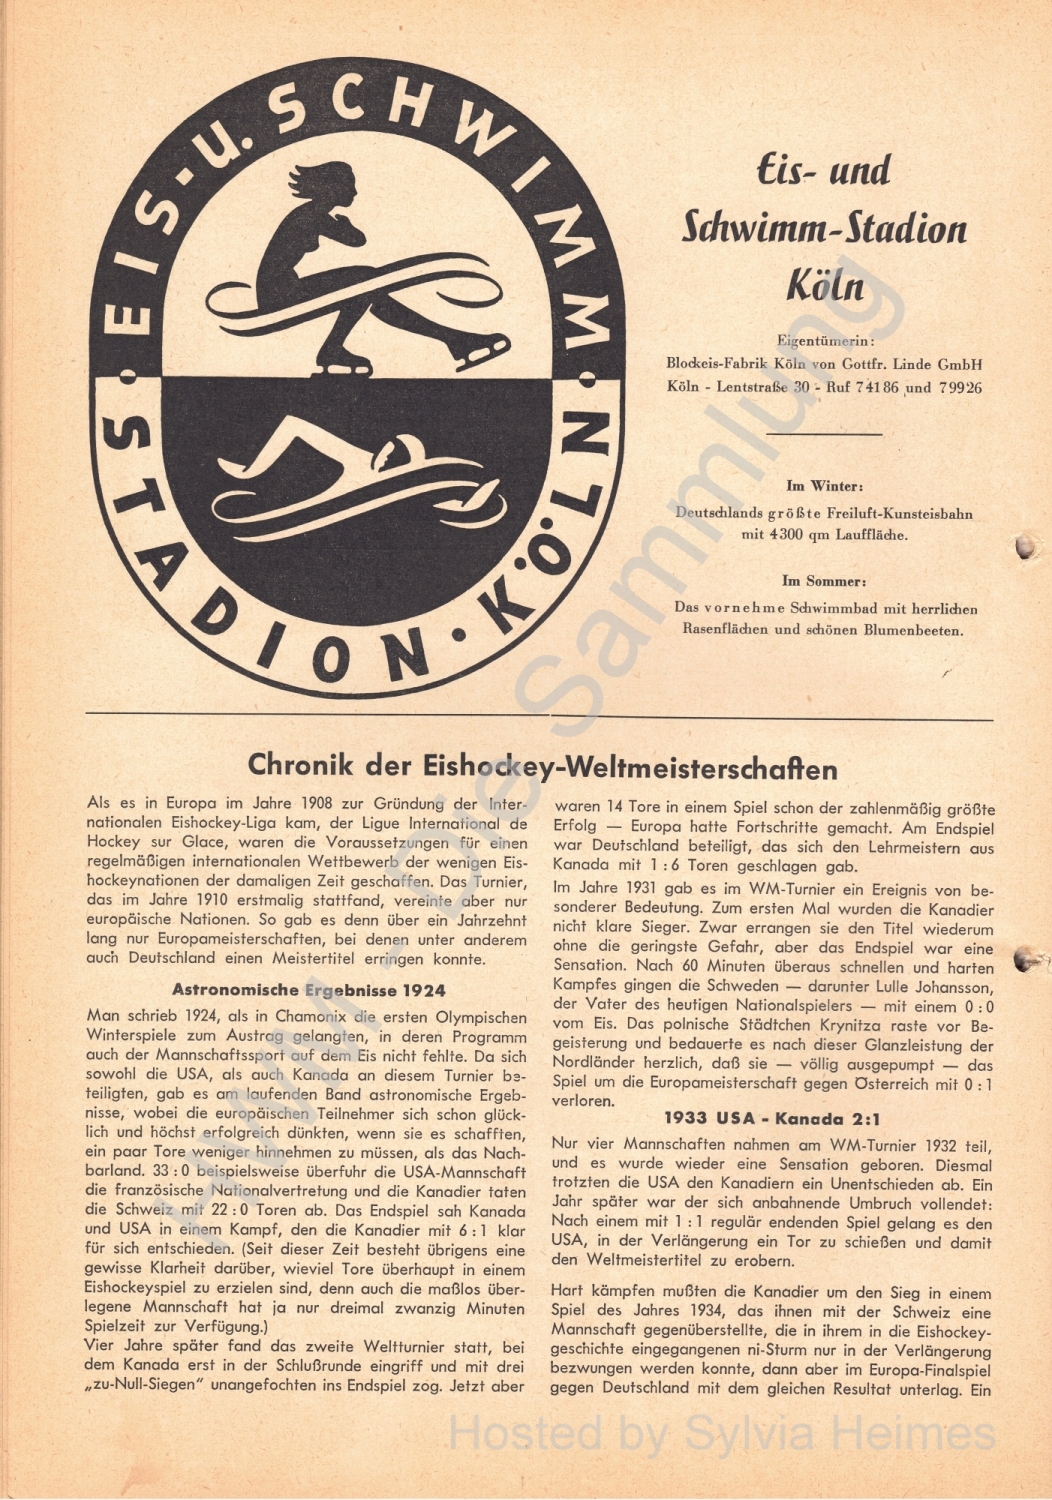 EIS- U. SCHWIMM
STADION · KÖLN
Eis- und
Schwimm-Stadion
Köln
Eigentümerin:
Blockeis-Fabrik Köln von Gottfr. Linde GmbH
Köln - Lentstraße 30 - Ruf 7 41 86 und 7 99 26
Im Winter:
Deutschlands größte Freiluft-Kunsteisbahn
mit 4300 qm Lauffläche.
Im Sommer:
Das vornehme Schwimmbad mit herrlichen
Rasenflächen und schönen Blumenbeeten.
Chronik der Eishockey-Weltmeisterschaften
Als es in Europa im Jahre 1908 zur Gründung der Inter-
nationalen Eishockey-Liga kam, der Ligue International de
Hockey sur Glace, waren die Voraussetzungen für einen
regelmäßigen internationalen Wettbewerb der wenigen Eis-
hockeynationen der damaligen Zeit geschaffen. Das Turnier,
das im Jahre 1910 erstmalig stattfand, vereinte aber nur
europäische Nationen. So gab es denn über ein Jahrzehnt
lang nur Europameisterschaften, bei denen unter anderem
auch Deutschland einen Meistertitel erringen konnte.
Astronomische Ergebnisse 1924
Man schrieb 1924, als in Chamonix die ersten Olympischen
Winterspiele zum Austrag gelangten, in deren Programm
auch der Mannschaftssport auf dem Eis nicht fehlte. Da sich
sowohl die USA, als auch Kanada an diesem Turnier be-
teiligten, gab es am laufenden Band astronomische Ergeb-
nisse, wobei die europäischen Teilnehmer sich schon glück-
lich und höchst erfolgreich dünkten, wenn sie es schafften,
ein paar Tore weniger hinnehmen zu müssen, als das Nach-
barland. 33 : 0 beispielsweise überfuhr die USA-Mannschaft
die französische Nationalvertretung und die Kanadier taten
die Schweiz mit 22 : 0 Toren ab. Das Endspiel sah Kanada
und USA in einem Kampf, den die Kanadier mit 6 : 1 klar
für sich entschieden. (Seit dieser Zeit besteht übrigens eine
gewisse Klarheit darüber, wieviel Tore überhaupt in einem
Eishockeyspiel zu erzielen sind, denn auch die maßlos über-
legene Mannschaft hat ja nur dreimal zwanzig Minuten
Spielzeit zur Verfügung.)
Vier Jahre später fand das zweite Weltturnier statt, bei
dem Kanada erst in der Schlußrunde eingriff und mit drei
„zu-Null-Siegen" unangefochten ins Endspiel zog. Jetzt aber
waren 14 Tore in einem Spiel schon der zahlenmäßig größte
Erfolg — Europa hatte Fortschritte gemacht. Am Endspiel
war Deutschland beteiligt, das sich den Lehrmeistern aus
Kanada mit 1 : 6 Toren geschlagen gab.
Im Jahre 1931 gab es im WM-Turnier ein Ereignis von be-
sonderer Bedeutung. Zum ersten Mal wurden die Kanadier
nicht klare Sieger. Zwar errangen sie den Titel wiederum
ohne die geringste Gefahr, aber das Endspiel war eine
Sensation. Nach 60 Minuten überaus schnellen und harten
Kampfes gingen die Schweden — darunter Lulle Johansson,
der Vater des heutigen Nationalspielers — mit einem 0 : 0
vom Eis. Das polnische Städtchen Krynitza raste vor Be-
geisterung und bedauerte es nach dieser Glanzleistung der
Nordländer herzlich, daß sie — völlig ausgepumpt — das
Spiel um die Europameisterschaft gegen Österreich mit 0 : 1
verloren.
1933 USA - Kanada 2:1
Nur vier Mannschaften nahmen am WM-Turnier 1932 teil,
und es wurde wieder eine Sensation geboren. Diesmal
trotzten die USA den Kanadiern ein Unentschieden ab. Ein
Jahr später war der sich anbahnende Umbruch vollendet:
Nach einem mit 1 : 1 regulär endenden Spiel gelang es den
USA, in der Verlängerung ein Tor zu schießen und damit
den Weltmeistertitel zu erobern.
Hart kämpfen mußten die Kanadier um den Sieg in einem
Spiel des Jahres 1934, das ihnen mit der Schweiz eine
Mannschaft gegenüberstellte, die in ihrem in die Eishockey-
geschichte eingegangenen ni-Sturm nur in der Verlängerung
bezwungen werden konnte, dann aber im Europa-Finalspiel
gegen Deutschland mit dem gleichen Resultat unterlag. Ein
Hosted by Sylvia Heimes